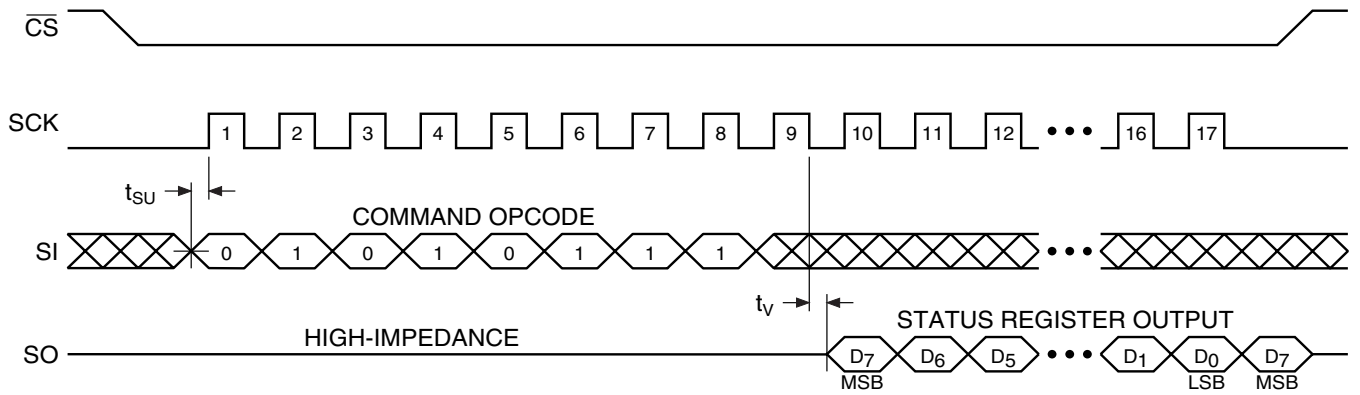 CS
SCK 1 2 3 4 5 6 7 8 9 10 11 12 • • • 16 17
tSU
COMMAND OPCODE
SI 0 1 0 1 0 1 1 1 • • •
tV
HIGH-IMPEDANCE STATUS REGISTER OUTPUT
SO D7 D6 D5 • • • D1 D0 D7
MSB LSB MSB